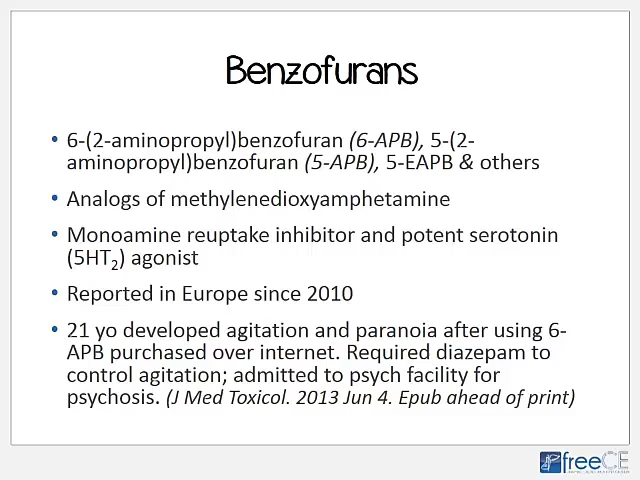 Benzofurans
• 6-(2-aminopropyl)benzofuran (6-APB), 5-(2-
aminopropyl)benzofuran (5-APB), 5-EAPB & others
• Analogs of methylenedioxyamphetamine
• Monoamine reuptake inhibitor and potent serotonin
(5HT₂) agonist
• Reported in Europe since 2010
• 21 yo developed agitation and paranoia after using 6-
APB purchased over internet. Required diazepam to
control agitation; admitted to psych facility for
psychosis. (J Med Toxicol. 2013 Jun 4. Epub ahead of print)
freeCE